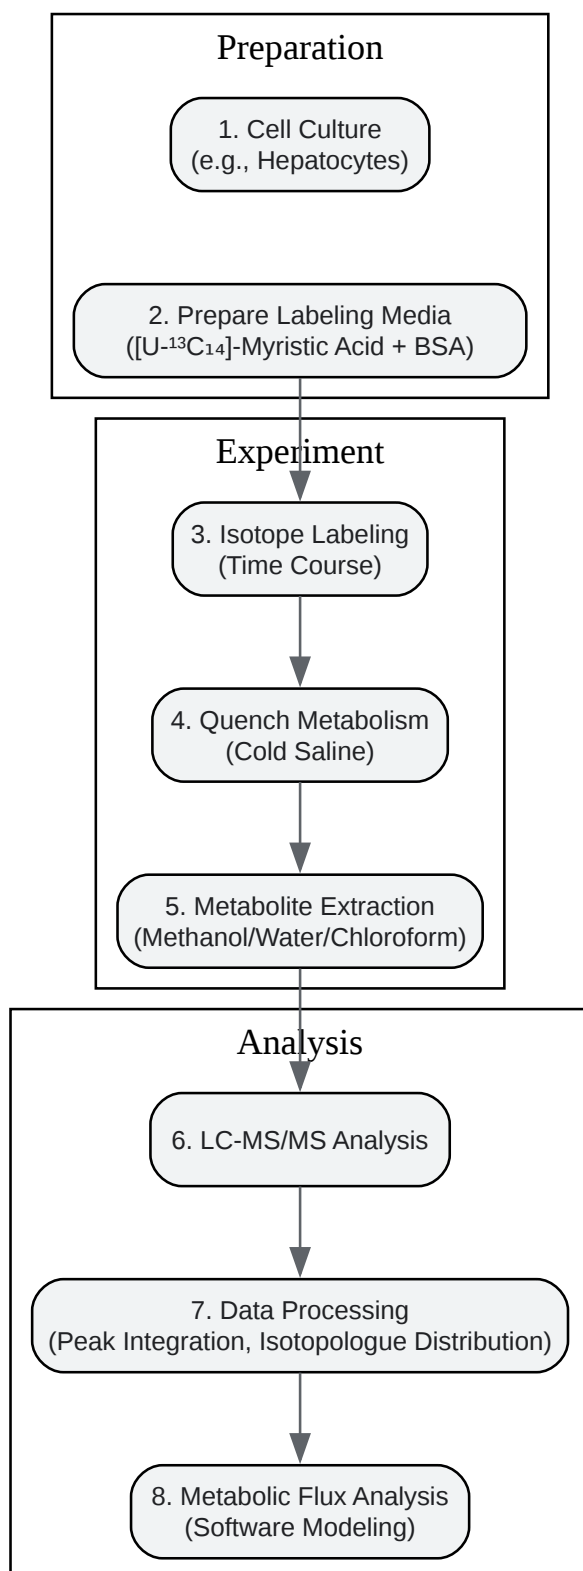 Preparation
1. Cell Culture
(e.g., Hepatocytes)
2. Prepare Labeling Media
([U-¹³C₁₄]-Myristic Acid + BSA)
Experiment
3. Isotope Labeling
(Time Course)
4. Quench Metabolism
(Cold Saline)
5. Metabolite Extraction
(Methanol/Water/Chloroform)
Analysis
6. LC-MS/MS Analysis
7. Data Processing
(Peak Integration, Isotopologue Distribution)
8. Metabolic Flux Analysis
(Software Modeling)